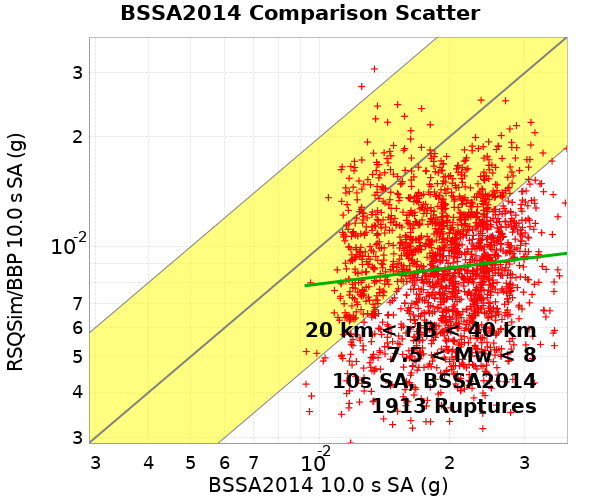 BSSA2014 Comparison Scatter
RSQSim/BBP 10.0 s SA (g)
3
2
10^-2
7
6
5
4
3
20 km < rJB < 40 km
7.5 < Mw < 8
10s SA, BSSA2014
1913 Ruptures
3 4 5 6 7 10^-2 2 3
BSSA2014 10.0 s SA (g)